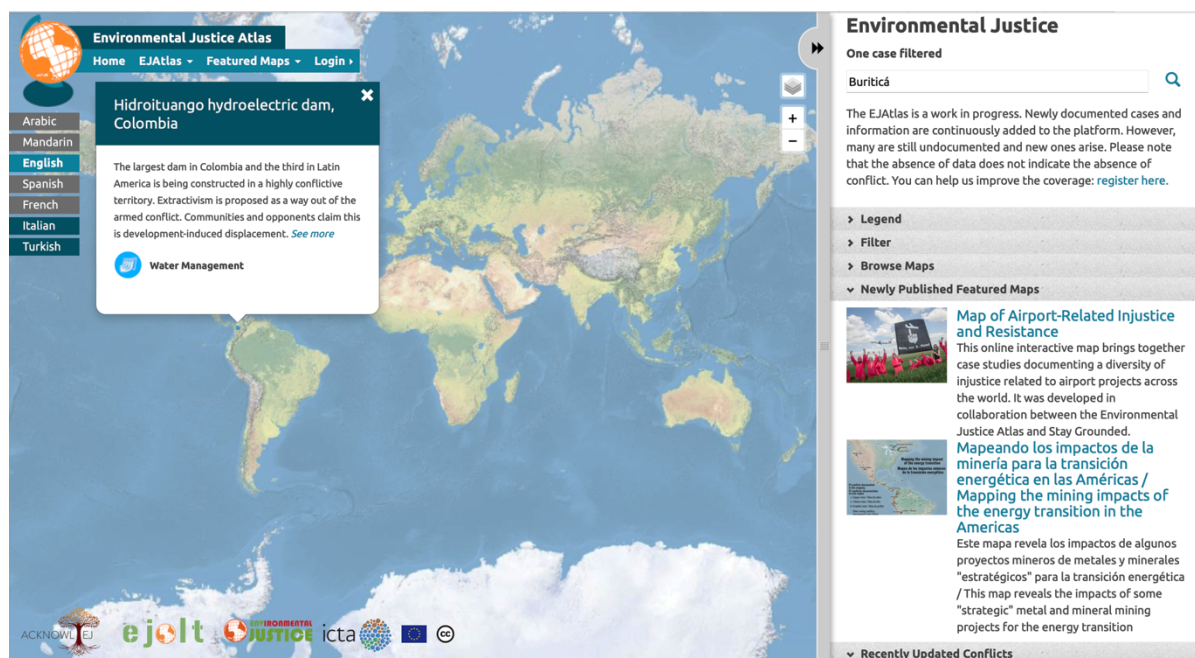 Environmental Justice Atlas
Home EJAtlas Featured Maps Login
Hidroituango hydroelectric dam,
Colombia
The largest dam in Colombia and the third in Latin
America is being constructed in a highly conflictive
territory. Extractivism is proposed as a way out of the
armed conflict. Communities and opponents claim this
is development-induced displacement. See more
Water Management
Arabic
Mandarin
English
Spanish
French
Italian
Turkish
+
−
ACKNOWL EJ
ejolt
ENVIRONMENTAL
JUSTICE
icta
cc
Environmental Justice
One case filtered
Buriticá
The EJAtlas is a work in progress. Newly documented cases and
information are continuously added to the platform. However,
many are still undocumented and new ones arise. Please note
that the absence of data does not indicate the absence of
conflict. You can help us improve the coverage: register here.
Legend
Filter
Browse Maps
Newly Published Featured Maps
Map of Airport-Related Injustice
and Resistance
This online interactive map brings together
case studies documenting a diversity of
injustice related to airport projects across
the world. It was developed in
collaboration between the Environmental
Justice Atlas and Stay Grounded.
Mapeando los impactos de la
minería para la transición
energética en las Américas /
Mapping the mining impacts of
the energy transition in the
Americas
Este mapa revela los impactos de algunos
proyectos mineros de metales y minerales
"estratégicos" para la transición energética
/ This map reveals the impacts of some
"strategic" metal and mineral mining
projects for the energy transition
Recently Updated Conflicts